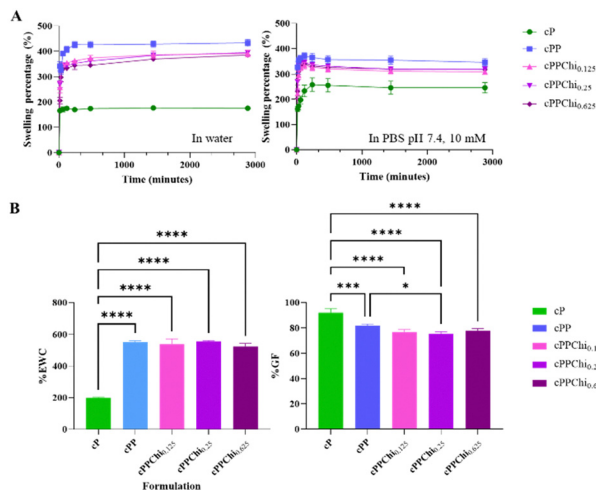 A
Swelling percentage (%)
500
400
300
200
100
0
In water
0
1000
2000
3000
Time (minutes)
Swelling percentage (%)
500
400
300
200
100
0
In PBS pH 7.4, 10 mM
0
1000
2000
3000
Time (minutes)
cP
cPP
cPPChi0.125
cPPChi0.25
cPPChi0.625
B
****
****
****
****
%EWC
800
600
400
200
0
cP
cPP
cPPChi0.125
cPPChi0.25
cPPChi0.625
Formulation
****
****
****
*** *
%GF
100
80
60
40
20
0
cP
cPP
cPPChi0.125
cPPChi0.25
cPPChi0.625
cP
cPP
cPPChi0.1
cPPChi0.2
cPPChi0.6